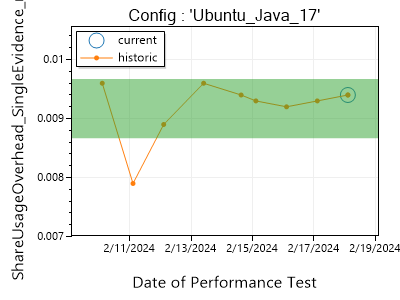 Config : 'Ubuntu_Java_17'
current
historic
0.01
0.009
0.008
0.007
ShareUsageOverhead_SingleEvidence_
2/11/2024
2/13/2024
2/15/2024
2/17/2024
2/19/2024
Date of Performance Test